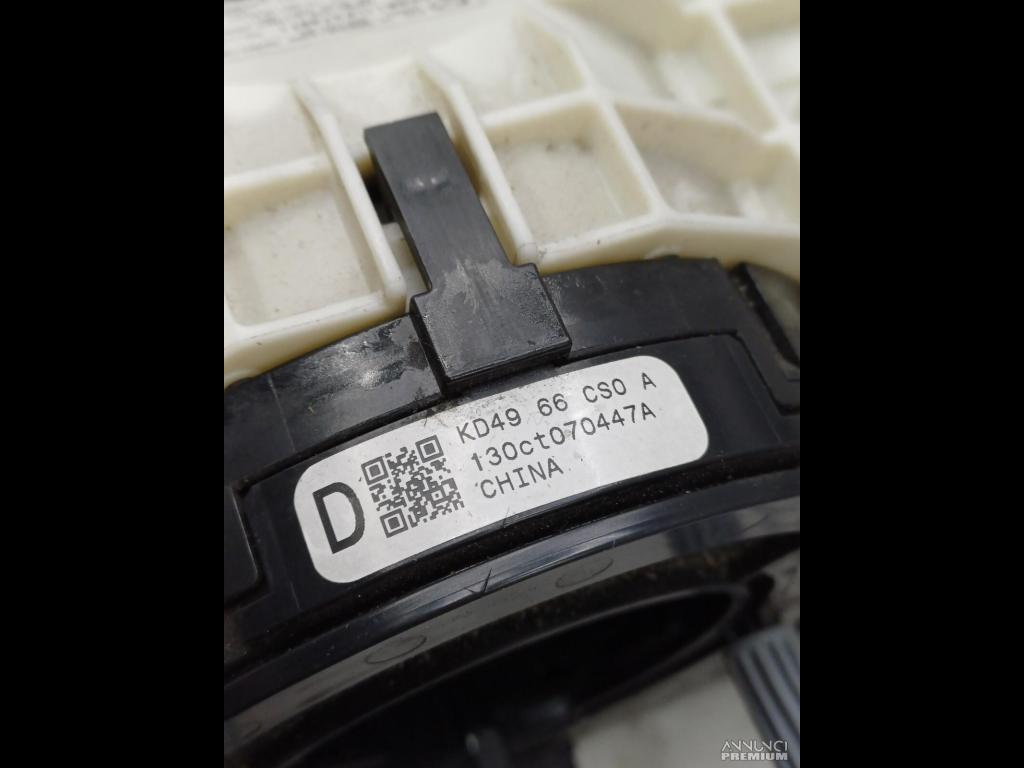 D
KD49 66 CS0 A
130ct070447A
CHINA
ANNUNCI
PREMIUM